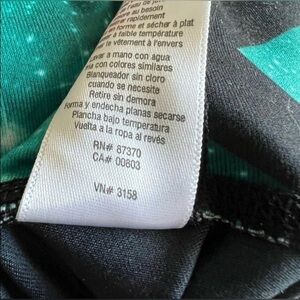 au besoin
rapidement
en forme et sécher à plat
à faible température
le vêtement à l'envers
Lavar a mano con agua
fría con colores similares
Blanqueador sin cloro
cuando se necesite
Retire sin demora
Forma y endecha planas secarse
Plancha bajo temperatura
Vuelta a la ropa al revés
RN# 87370
CA# 00803
VN# 3158